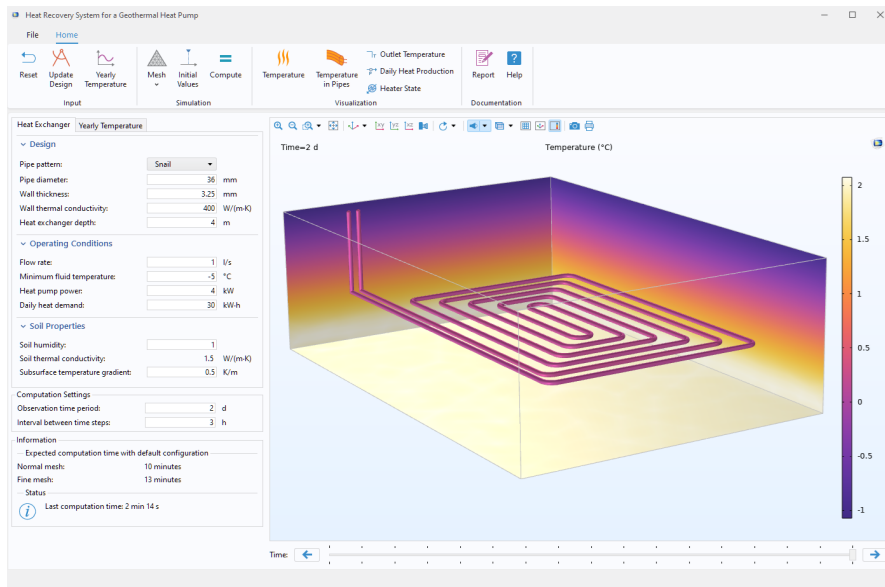 Heat Recovery System for a Geothermal Heat Pump
File Home
Reset
Update Design
Yearly Temperature
Mesh
Initial Values
Compute
Temperature
Temperature in Pipes
Outlet Temperature
Daily Heat Production
Heater State
Report
Help
Input
Simulation
Visualization
Documentation
Heat Exchanger Yearly Temperature
Design
Pipe pattern: Snail
Pipe diameter: 36 mm
Wall thickness: 3.25 mm
Wall thermal conductivity: 400 W/(m·K)
Heat exchanger depth: 4 m
Operating Conditions
Flow rate: 1 l/s
Minimum fluid temperature: -5 °C
Heat pump power: 4 kW
Daily heat demand: 30 kW·h
Soil Properties
Soil humidity: 1
Soil thermal conductivity: 1.5 W/(m·K)
Subsurface temperature gradient: 0.5 K/m
Computation Settings
Observation time period: 2 d
Interval between time steps: 3 h
Information
Expected computation time with default configuration
Normal mesh: 10 minutes
Fine mesh: 13 minutes
Status
Last computation time: 2 min 14 s
Time=2 d
Temperature (°C)
2
1.5
1
0.5
0
-0.5
-1
Time: